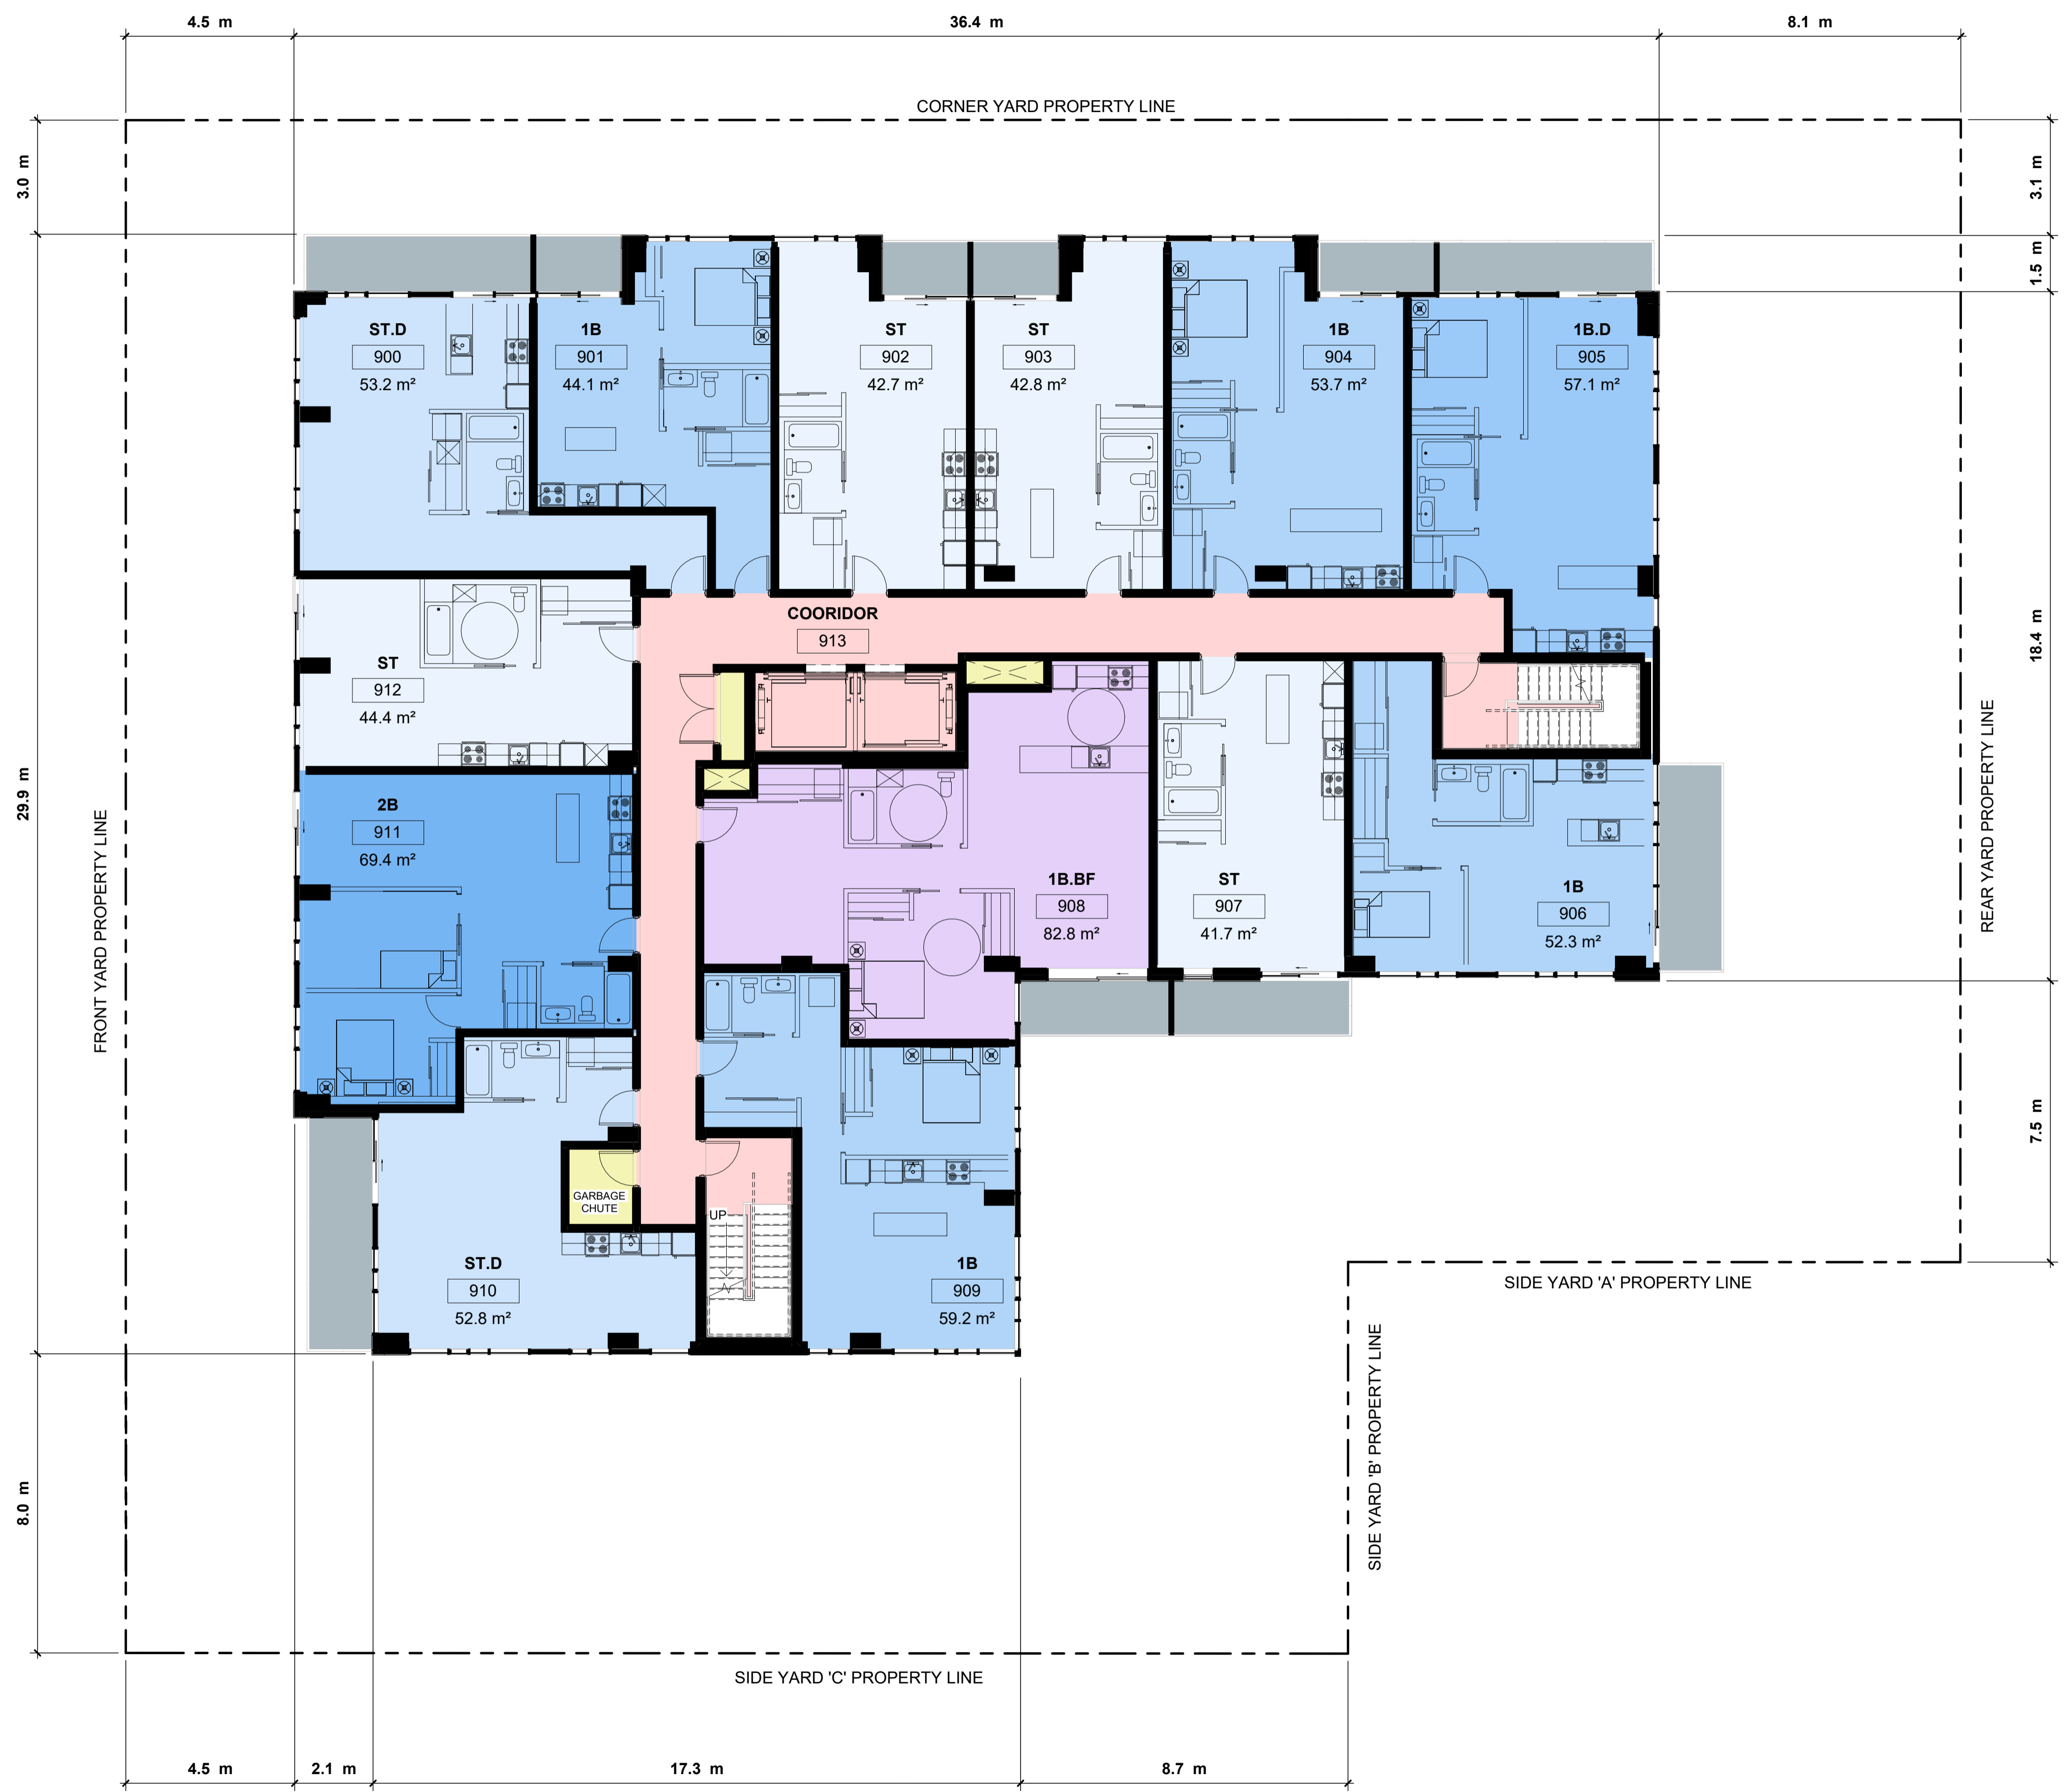 4.5 m
36.4 m
8.1 m
CORNER YARD PROPERTY LINE
3.0 m
3.1 m
1.5 m
ST.D
900
53.2 m²
1B
901
44.1 m²
ST
902
42.7 m²
ST
903
42.8 m²
1B
904
53.7 m²
1B.D
905
57.1 m²
COORIDOR
913
18.4 m
ST
912
44.4 m²
29.9 m
FRONT YARD PROPERTY LINE
2B
911
69.4 m²
1B.BF
908
82.8 m²
ST
907
41.7 m²
1B
906
52.3 m²
REAR YARD PROPERTY LINE
7.5 m
GARBAGE
CHUTE
UP
ST.D
910
52.8 m²
1B
909
59.2 m²
SIDE YARD 'A' PROPERTY LINE
SIDE YARD 'B' PROPERTY LINE
8.0 m
SIDE YARD 'C' PROPERTY LINE
4.5 m
2.1 m
17.3 m
8.7 m